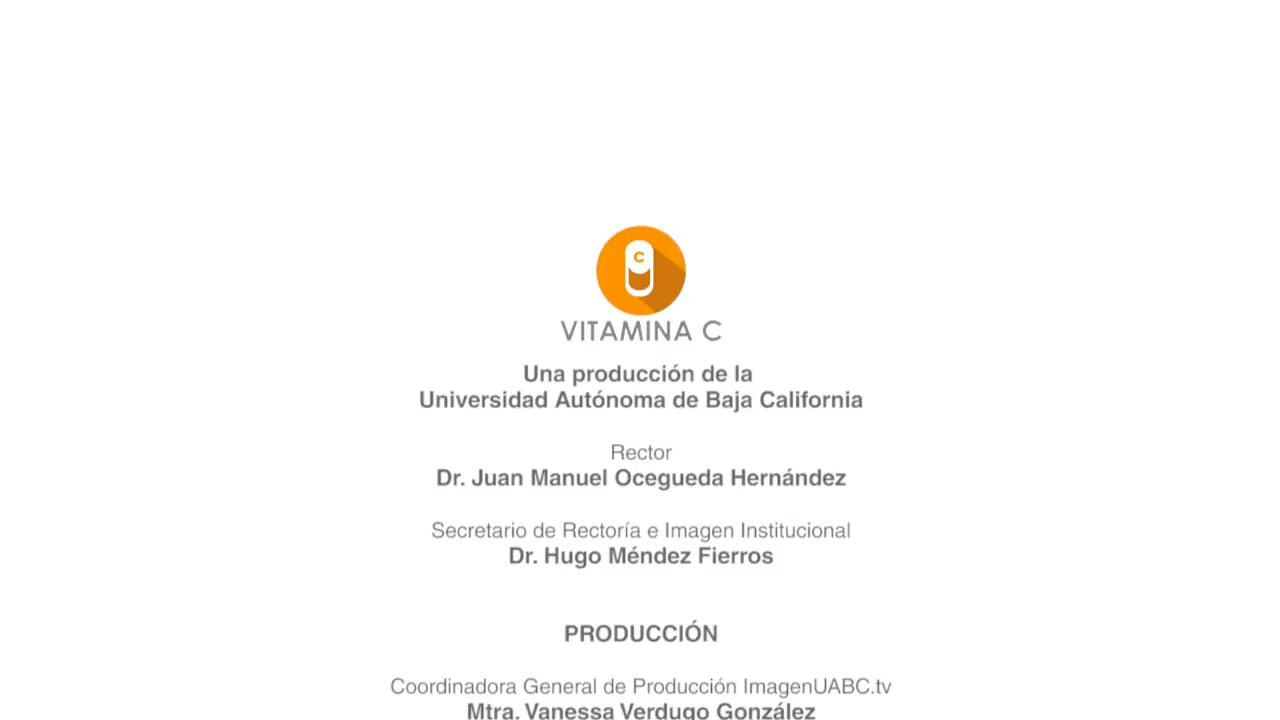 C
VITAMINA C
Una producción de la
Universidad Autónoma de Baja California
Rector
Dr. Juan Manuel Ocegueda Hernández
Secretario de Rectoría e Imagen Institucional
Dr. Hugo Méndez Fierros
PRODUCCIÓN
Coordinadora General de Producción ImagenUABC.tv
Mtra. Vanessa Verdugo González